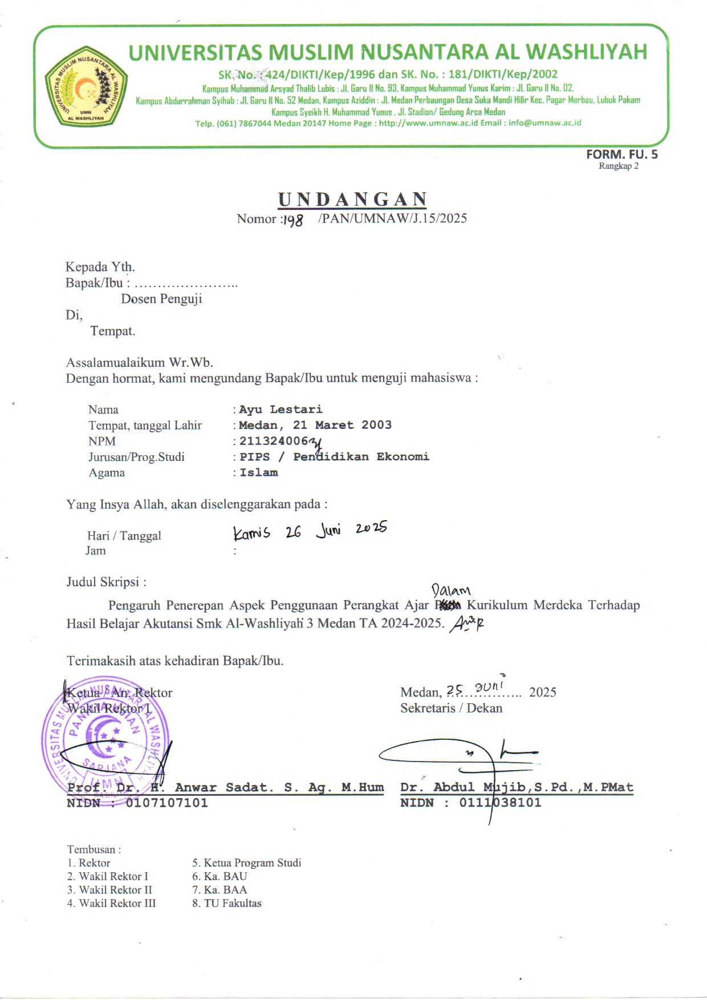 UNIVERSITAS MUSLIM NUSANTARA AL WASHLIYAH
SK. No. : 424/DIKTI/Kep/1996 dan SK. No. : 181/DIKTI/Kep/2002
Kampus Muhammad Arsyad Thalib Lubis : Jl. Garu II No. 93, Kampus Muhammad Yunus Karim : Jl. Garu II No. 02,
Kampus Abdurrahman Syihab : Jl. Garu II No. 52 Medan, Kampus Aziddin : Jl. Medan Perbaungan Desa Suka Mandi Hilir Kec. Pagar Merbau, Lubuk Pakam
Kampus Syeikh H. Muhammad Yunus , Jl. Stadion/ Gedung Arca Medan
Telp. (061) 7867044 Medan 20147 Home Page : http://www.umnaw.ac.id Email : info@umnaw.ac.id
UNIVERSITAS MUSLIM NUSANTARA AL WASHLIYAH
UMN
AL WASHLIYAH
FORM. FU. 5
Rangkap 2
UNDANGAN
Nomor :198 /PAN/UMNAW/J.15/2025
Kepada Yth.
Bapak/Ibu : …………………..
Dosen Penguji
Di,
Tempat.
Assalamualaikum Wr.Wb.
Dengan hormat, kami mengundang Bapak/Ibu untuk menguji mahasiswa :
Nama : Ayu Lestari
Tempat, tanggal Lahir : Medan, 21 Maret 2003
NPM : 211324006
Jurusan/Prog.Studi : PIPS / Pendidikan Ekonomi
Agama : Islam
Yang Insya Allah, akan diselenggarakan pada :
Hari / Tanggal Kamis 26 Juni 2025
Jam :
Judul Skripsi :
Dalam
Pengaruh Penerepan Aspek Penggunaan Perangkat Ajar Kurikulum Merdeka Terhadap
Hasil Belajar Akutansi Smk Al-Washliyah 3 Medan TA 2024-2025.
Terimakasih atas kehadiran Bapak/Ibu.
Ketua / An. Rektor
Wakil Rektor I
Medan, 25 Juni 2025
Sekretaris / Dekan
UNIVERSITAS MUSLIM NUSANTARA AL WASHLIYAH
PANITIA UJIAN
SARJANA
UMN
Prof. Dr. H. Anwar Sadat. S. Ag. M.Hum
NIDN : 0107107101
Dr. Abdul Mujib,S.Pd.,M.PMat
NIDN : 0111038101
Tembusan :
1. Rektor
2. Wakil Rektor I
3. Wakil Rektor II
4. Wakil Rektor III
5. Ketua Program Studi
6. Ka. BAU
7. Ka. BAA
8. TU Fakultas